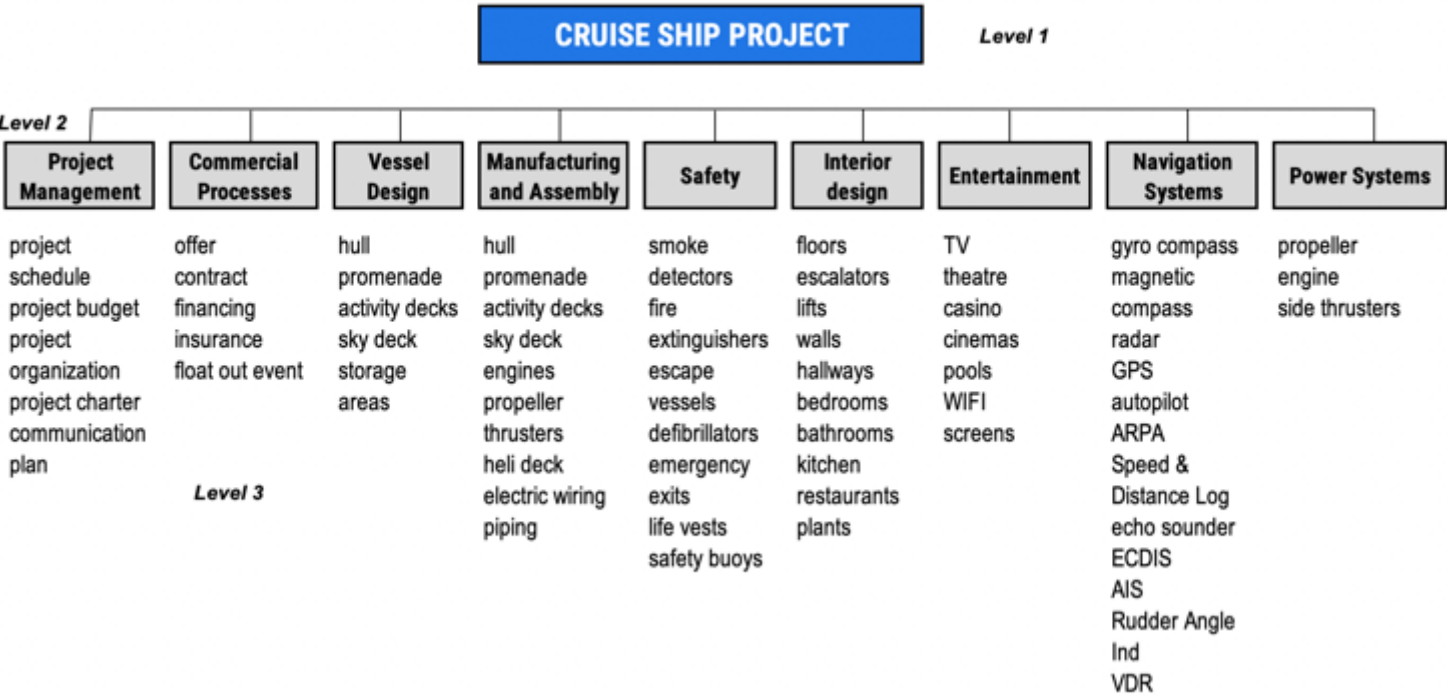 CRUISE SHIP PROJECT
Level 1
Level 2
Project
Management
Commercial
Processes
Vessel
Design
Manufacturing
and Assembly
Safety
Interior
design
Entertainment
Navigation
Systems
Power Systems
project
schedule
project budget
project
organization
project charter
communication
plan
offer
contract
financing
insurance
float out event
hull
promenade
activity decks
sky deck
storage
areas
hull
promenade
activity decks
sky deck
engines
propeller
thrusters
heli deck
electric wiring
piping
smoke
detectors
fire
extinguishers
escape
vessels
defibrillators
emergency
exits
life vests
safety buoys
floors
escalators
lifts
walls
hallways
bedrooms
bathrooms
kitchen
restaurants
plants
TV
theatre
casino
cinemas
pools
WIFI
screens
gyro compass
magnetic
compass
radar
GPS
autopilot
ARPA
Speed &
Distance Log
echo sounder
ECDIS
AIS
Rudder Angle
Ind
VDR
propeller
engine
side thrusters
Level 3